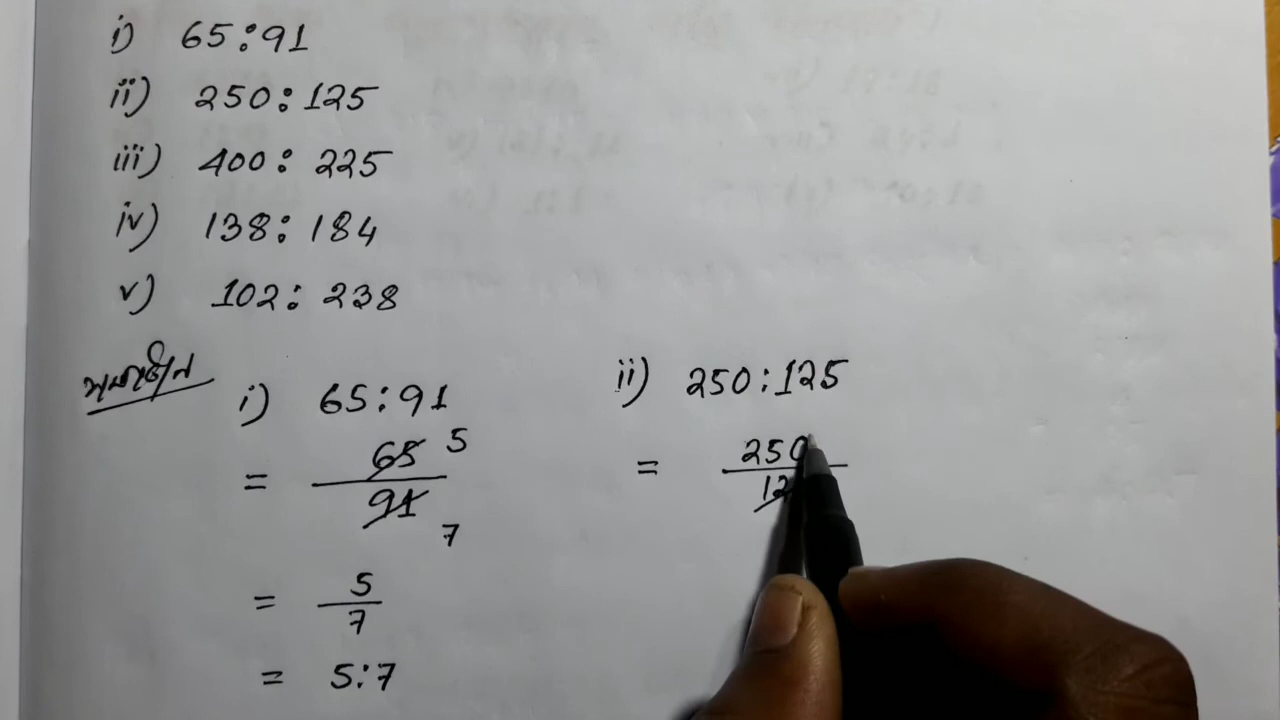 i) 65:91
ii) 250:125
iii) 400: 225
iv) 138: 184
v) 102: 238
সমাধান
i) 65:91
= 65 5
91 7
= 5
7
= 5:7
ii) 250:125
= 250
12